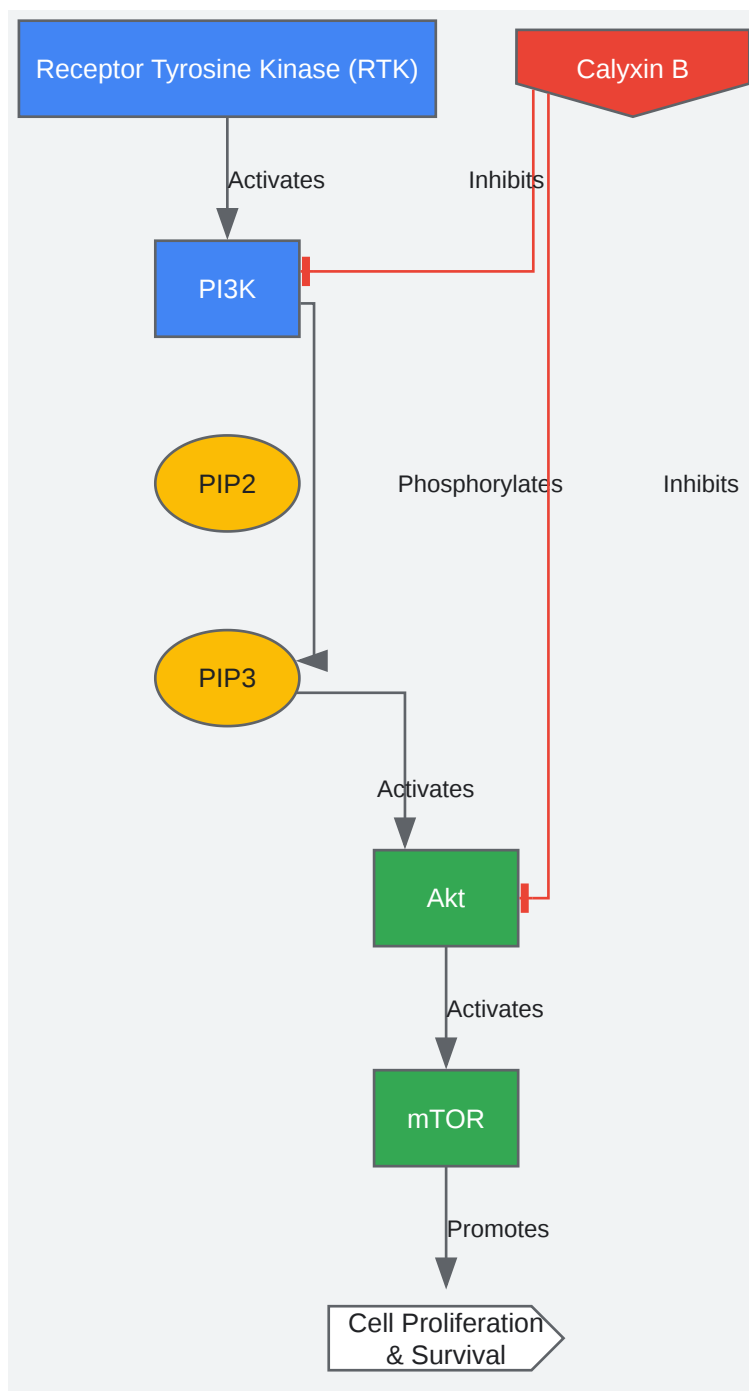 Receptor Tyrosine Kinase (RTK)
Calyxin B
Activates
Inhibits
PI3K
PIP2
Phosphorylates
Inhibits
PIP3
Activates
Akt
Activates
mTOR
Promotes
Cell Proliferation
& Survival